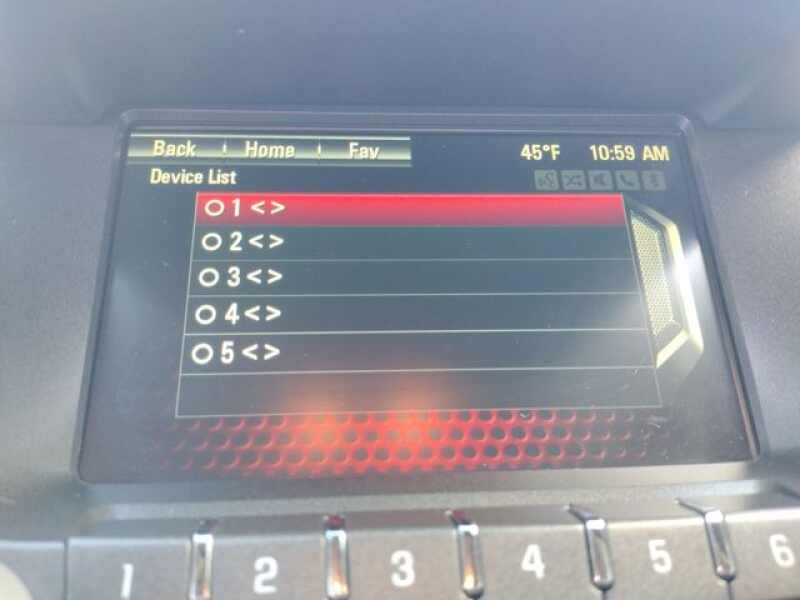 Back Home Fav 45°F 10:59 AM
Device List
1 < >
2 < >
3 < >
4 < >
5 < >
1 2 3 4 5 6